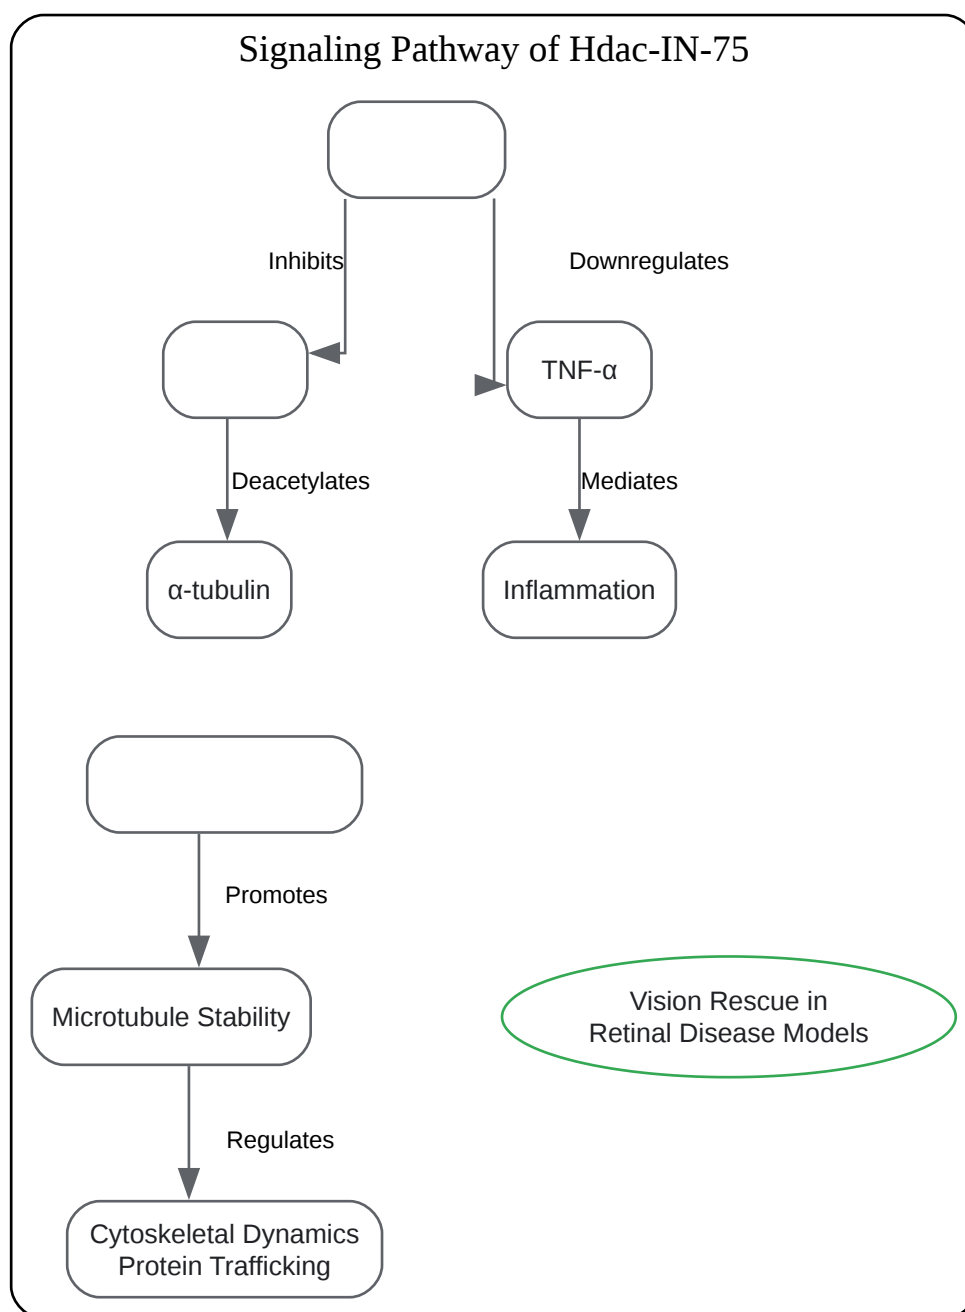 Signaling Pathway of Hdac-IN-75
Inhibits
Downregulates
TNF-α
Deacetylates
Mediates
α-tubulin
Inflammation
Promotes
Microtubule Stability
Vision Rescue in
Retinal Disease Models
Regulates
Cytoskeletal Dynamics
Protein Trafficking